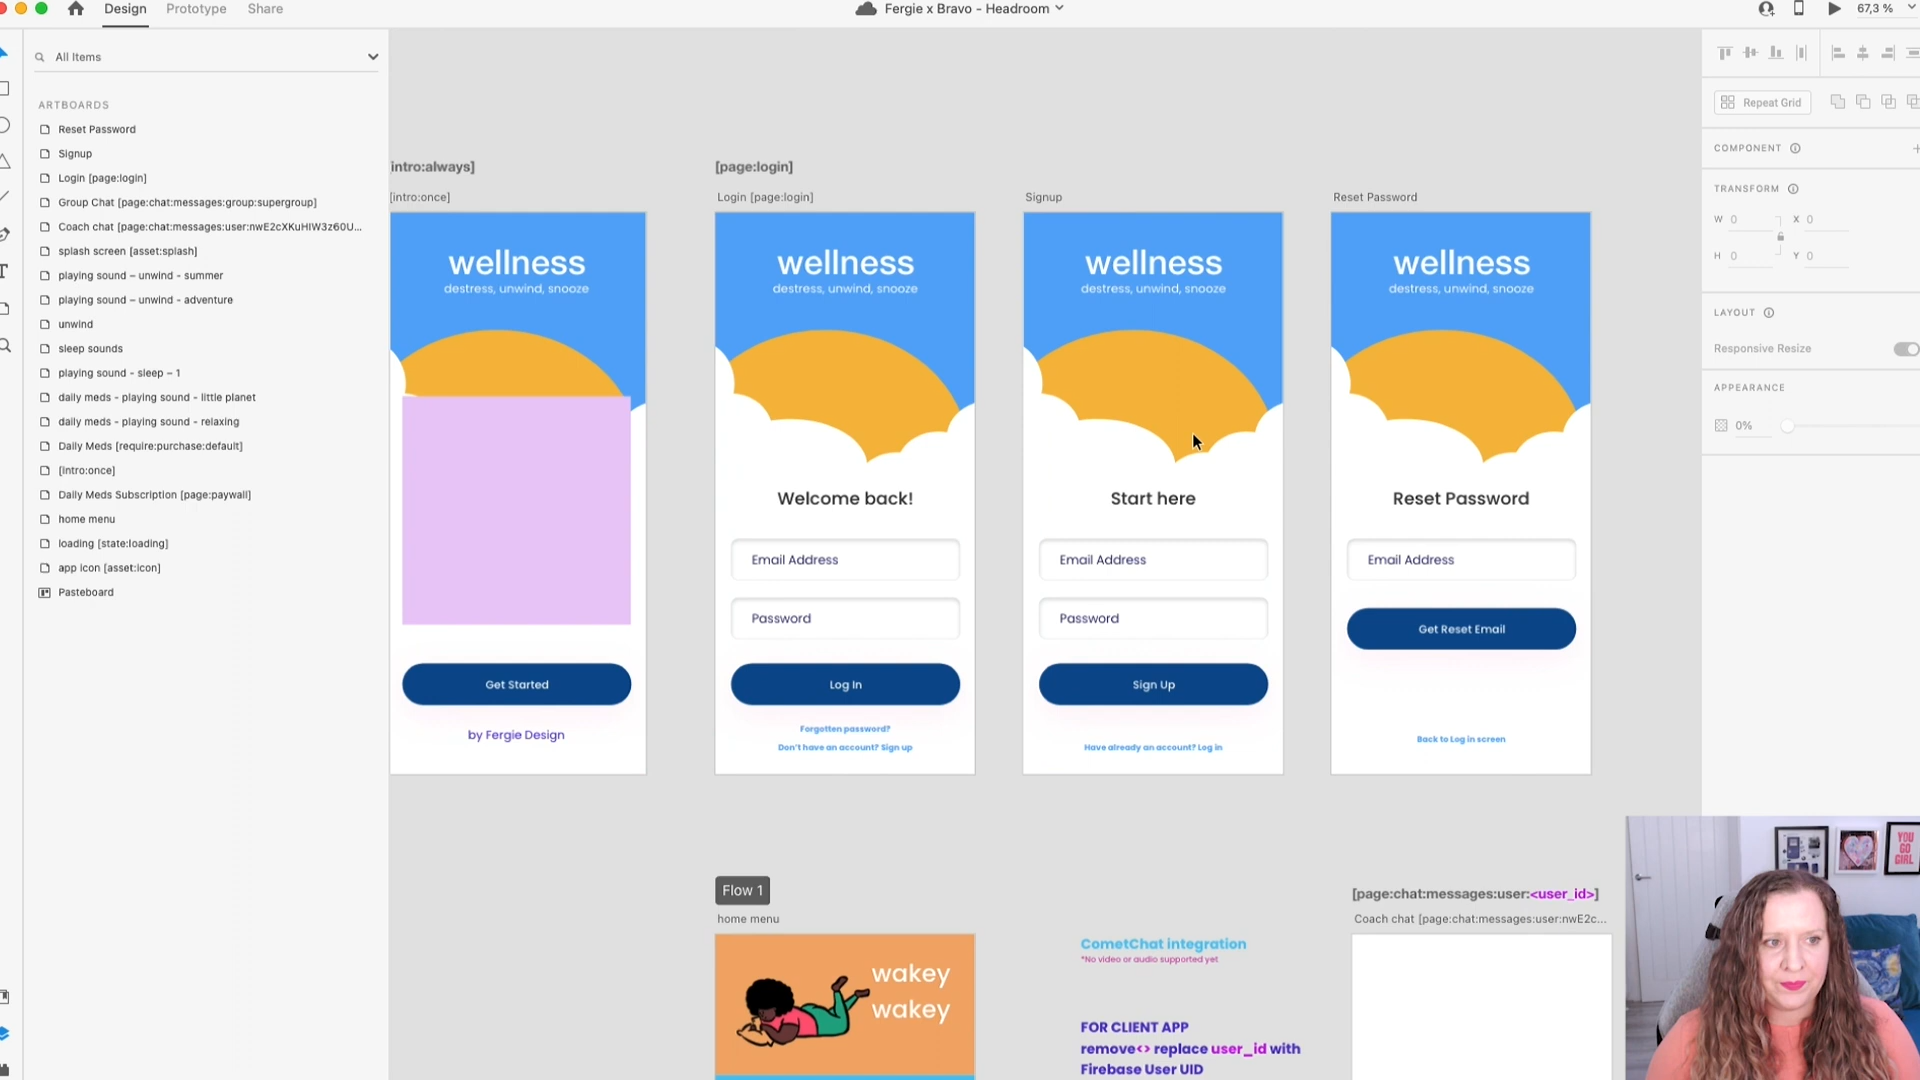 Design
Prototype
Share
Fergie x Bravo - Headroom
67,3 %
All Items
ARTBOARDS
Reset Password
Signup
Login [page:login]
Group Chat [page:chat:messages:group:supergroup]
Coach chat [page:chat:messages:user:nwE2cXKuHIW3z60U...
splash screen [asset:splash]
playing sound – unwind - summer
playing sound – unwind - adventure
unwind
sleep sounds
playing sound - sleep – 1
daily meds - playing sound - little planet
daily meds - playing sound - relaxing
Daily Meds [require:purchase:default]
[intro:once]
Daily Meds Subscription [page:paywall]
home menu
loading [state:loading]
app icon [asset:icon]
Pasteboard
intro:always]
[intro:once]
wellness
destress, unwind, snooze
Get Started
by Fergie Design
[page:login]
Login [page:login]
wellness
destress, unwind, snooze
Welcome back!
Email Address
Password
Log In
Forgotten password?
Don't have an account? Sign up
Signup
wellness
destress, unwind, snooze
Start here
Email Address
Password
Sign Up
Have already an account? Log in
Reset Password
wellness
destress, unwind, snooze
Reset Password
Email Address
Get Reset Email
Back to Log in screen
Flow 1
home menu
wakey
wakey
CometChat integration
*No video or audio supported yet
FOR CLIENT APP
remove<> replace user_id with
Firebase User UID
[page:chat:messages:user:<user_id>]
Coach chat [page:chat:messages:user:nwE2c...
Repeat Grid
COMPONENT
TRANSFORM
W 0
X 0
H 0
Y 0
LAYOUT
Responsive Resize
APPEARANCE
0%
YOU
GO
GIRL